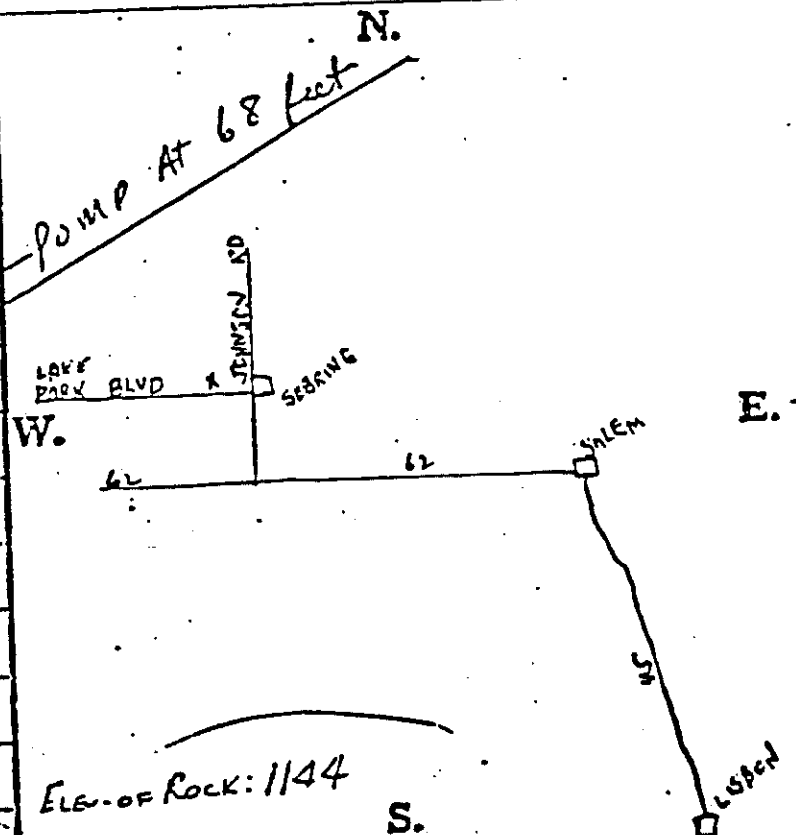 N.
Pump At 68 feet
JOHNSON RD
LAKE
PARK BLVD X
SEBRING
W.
E.
SALEM
62
62
45
LISBON
ELEV. OF ROCK: 1144
S.